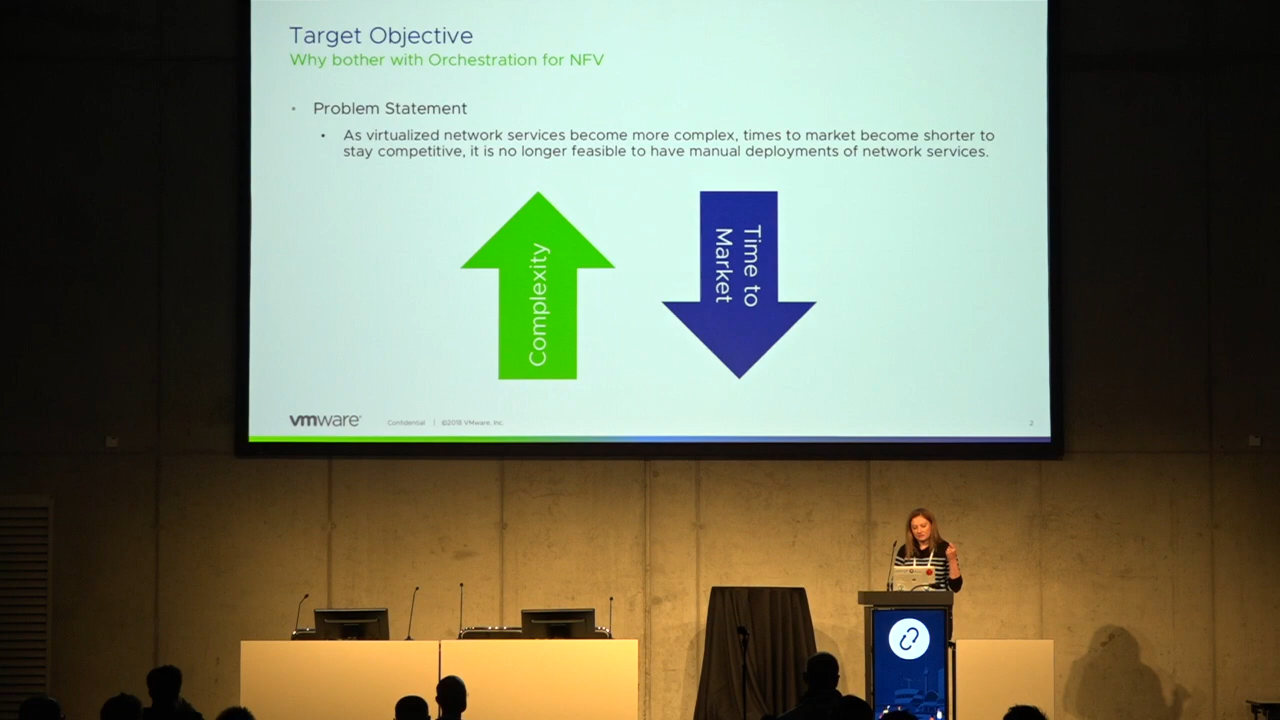 Target Objective
Why bother with Orchestration for NFV
Problem Statement
As virtualized network services become more complex, times to market become shorter to
stay competitive, it is no longer feasible to have manual deployments of network services.
Complexity
Time to
Market
vmware
Confidential | ©2018 VMware, Inc.
2